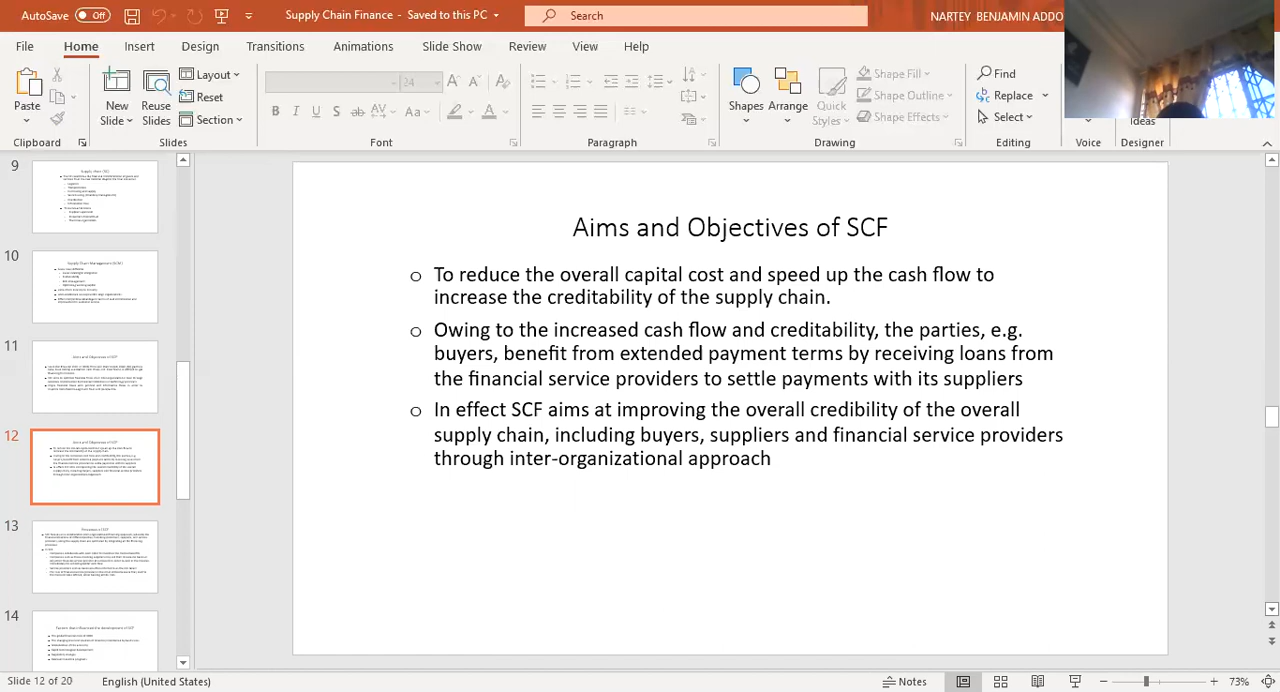 AutoSave Off Supply Chain Finance - Saved to this PC Search NARTEY BENJAMIN ADDO
File Home Insert Design Transitions Animations Slide Show Review View Help
Paste New Slide Reuse Slides Layout Reset Section 24 Shapes Arrange Quick Styles Shape Fill Shape Outline Shape Effects Find Replace Select Ideas
B I U S ab AV Aa A
Clipboard Slides Font Paragraph Drawing Editing Voice Designer
9
10
11
12
13
14
Aims and Objectives of SCF
o To reduce the overall capital cost and speed up the cash flow to
increase the creditability of the supply chain.
o Owing to the increased cash flow and creditability, the parties, e.g.
buyers, benefit from extended payment terms by receiving loans from
the financial service providers to settle payments with its suppliers
o In effect SCF aims at improving the overall credibility of the overall
supply chain, including buyers, suppliers and financial service providers
through inter-organizational approach
Slide 12 of 20 English (United States) Notes 73%